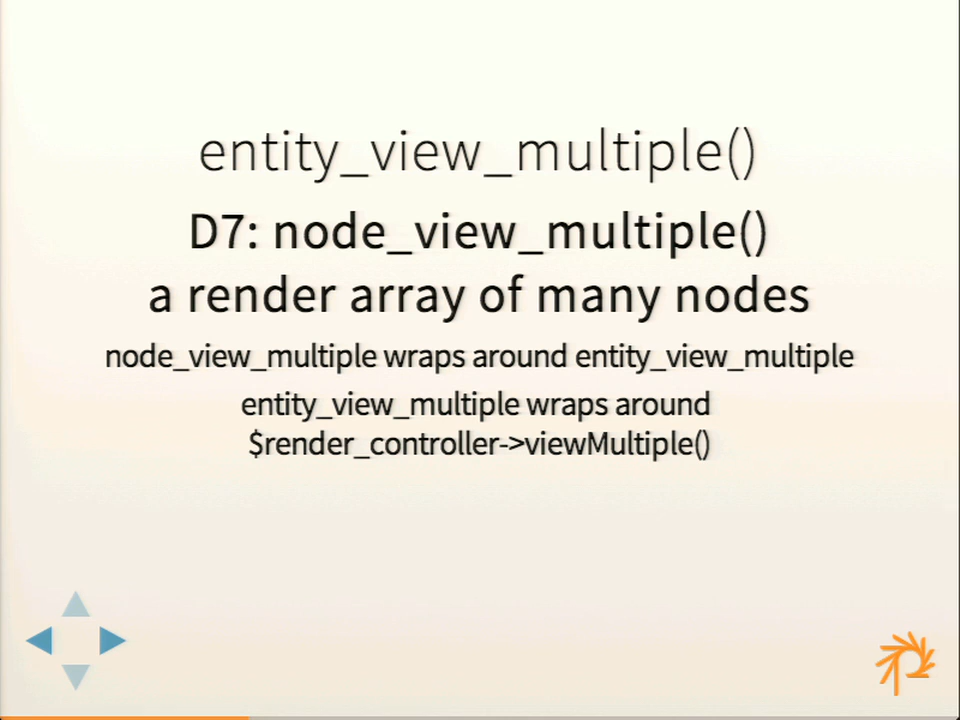 entity_view_multiple()
D7: node_view_multiple()
a render array of many nodes
node_view_multiple wraps around entity_view_multiple
entity_view_multiple wraps around
$render_controller->viewMultiple()